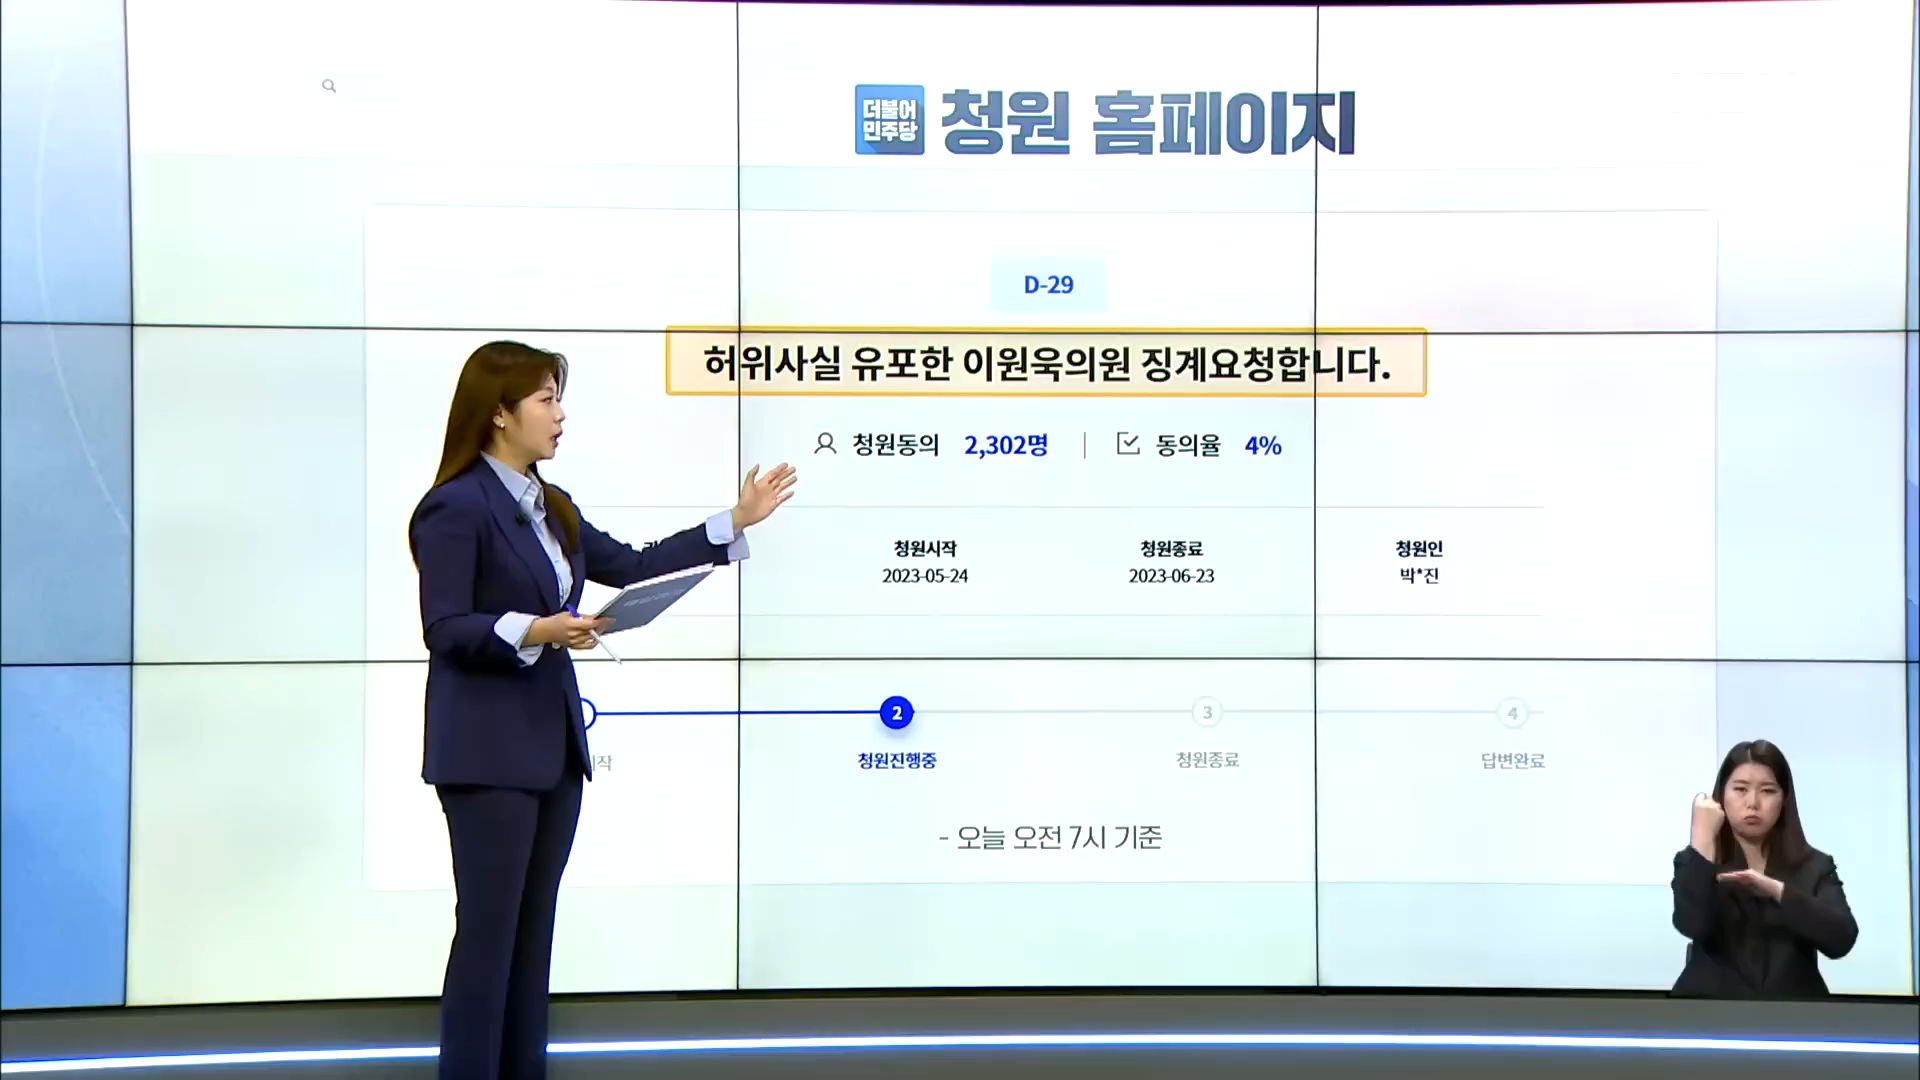 더불어
민주당
청원 홈페이지
D-29
허위사실 유포한 이원욱의원 징계요청합니다.
청원동의 2,302명 | 동의율 4%
청원시작
2023-05-24
청원종료
2023-06-23
청원인
박*진
2
3
4
청원진행중
청원종료
답변완료
- 오늘 오전 7시 기준